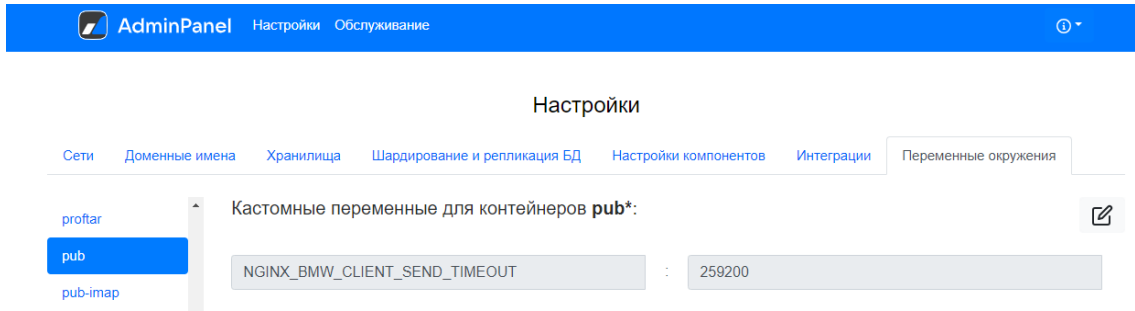 AdminPanel Настройки Обслуживание
Настройки
Сети Доменные имена Хранилища Шардирование и репликация БД Настройки компонентов Интеграции Переменные окружения
proftar
Кастомные переменные для контейнеров pub*:
pub
NGINX_BMW_CLIENT_SEND_TIMEOUT : 259200
pub-imap